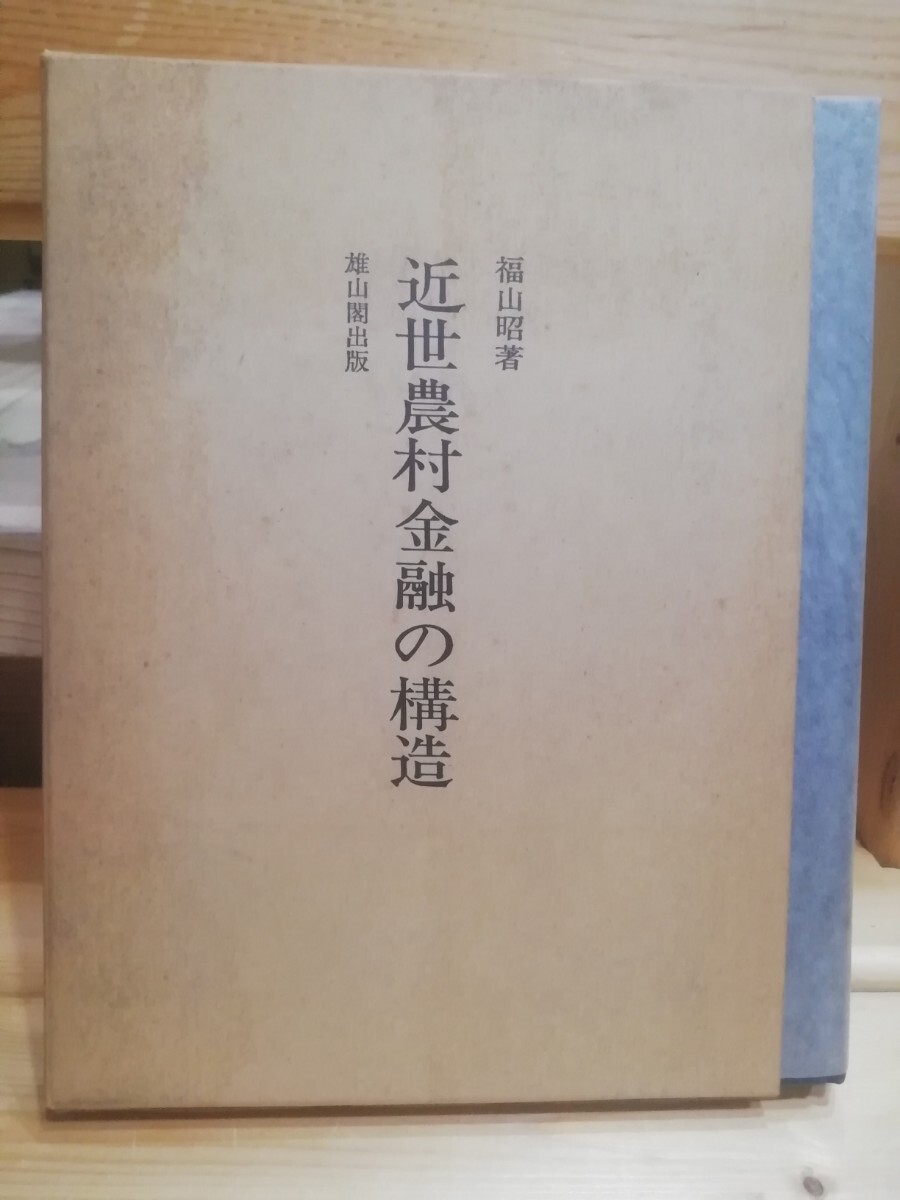 福山昭著
近世農村金融の構造
雄山閣出版